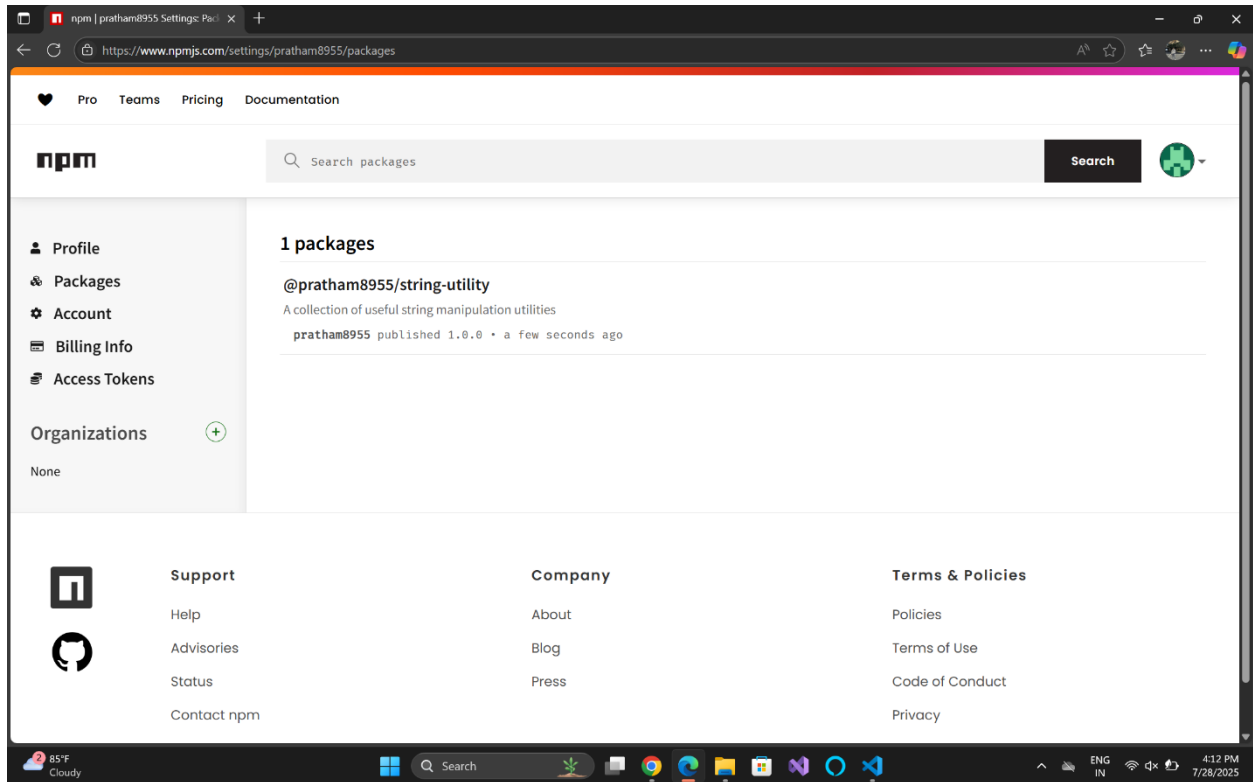 npm | pratham8955 Settings: Pac
https://www.npmjs.com/settings/pratham8955/packages
Pro Teams Pricing Documentation
npm
Search packages
Search
Profile
Packages
Account
Billing Info
Access Tokens
Organizations
None
1 packages
@pratham8955/string-utility
A collection of useful string manipulation utilities
pratham8955 published 1.0.0 • a few seconds ago
Support
Help
Advisories
Status
Contact npm
Company
About
Blog
Press
Terms & Policies
Policies
Terms of Use
Code of Conduct
Privacy
2
85°F
Cloudy
Search
ENG
IN
4:12 PM
7/28/2025